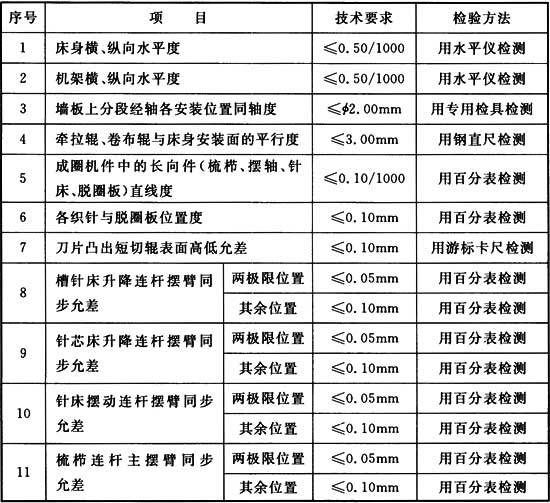 序号 项 目 技术要求 检验方法
1 床身横、纵向水平度 ≤0.50/1000 用水平仪检测
2 机架横、纵向水平度 ≤0.50/1000 用水平仪检测
3 墙板上分段经轴各安装位置同轴度 ≤ϕ2.00mm 用专用检具检测
4 牵拉辊、卷布辊与床身安装面的平行度 ≤3.00mm 用钢直尺检测
5 成圈机件中的长向件(梳栉、摆轴、针 ≤0.10/1000 用百分表检测
床、脱圈板)直线度
6 各织针与脱圈板位置度 ≤0.10mm 用百分表检测
7 刀片凸出短切辊表面高低允差 ≤0.10mm 用游标卡尺检测
8 槽针床升降连杆摆臂同 两极限位置 ≤0.05mm 用百分表检测
步允差 其余位置 ≤0.10mm 用百分表检测
9 针芯床升降连杆摆臂同 两极限位置 ≤0.05mm 用百分表检测
步允差 其余位置 ≤0.10mm 用百分表检测
10 针床摆动连杆摆臂同步 两极限位置 ≤0.05mm 用百分表检测
允差 其余位置 ≤0.10mm 用百分表检测
11 梳栉连杆主摆臂同步 两极限位置 ≤0.05mm 用百分表检测
允差 其余位置 ≤0.10mm 用百分表检测